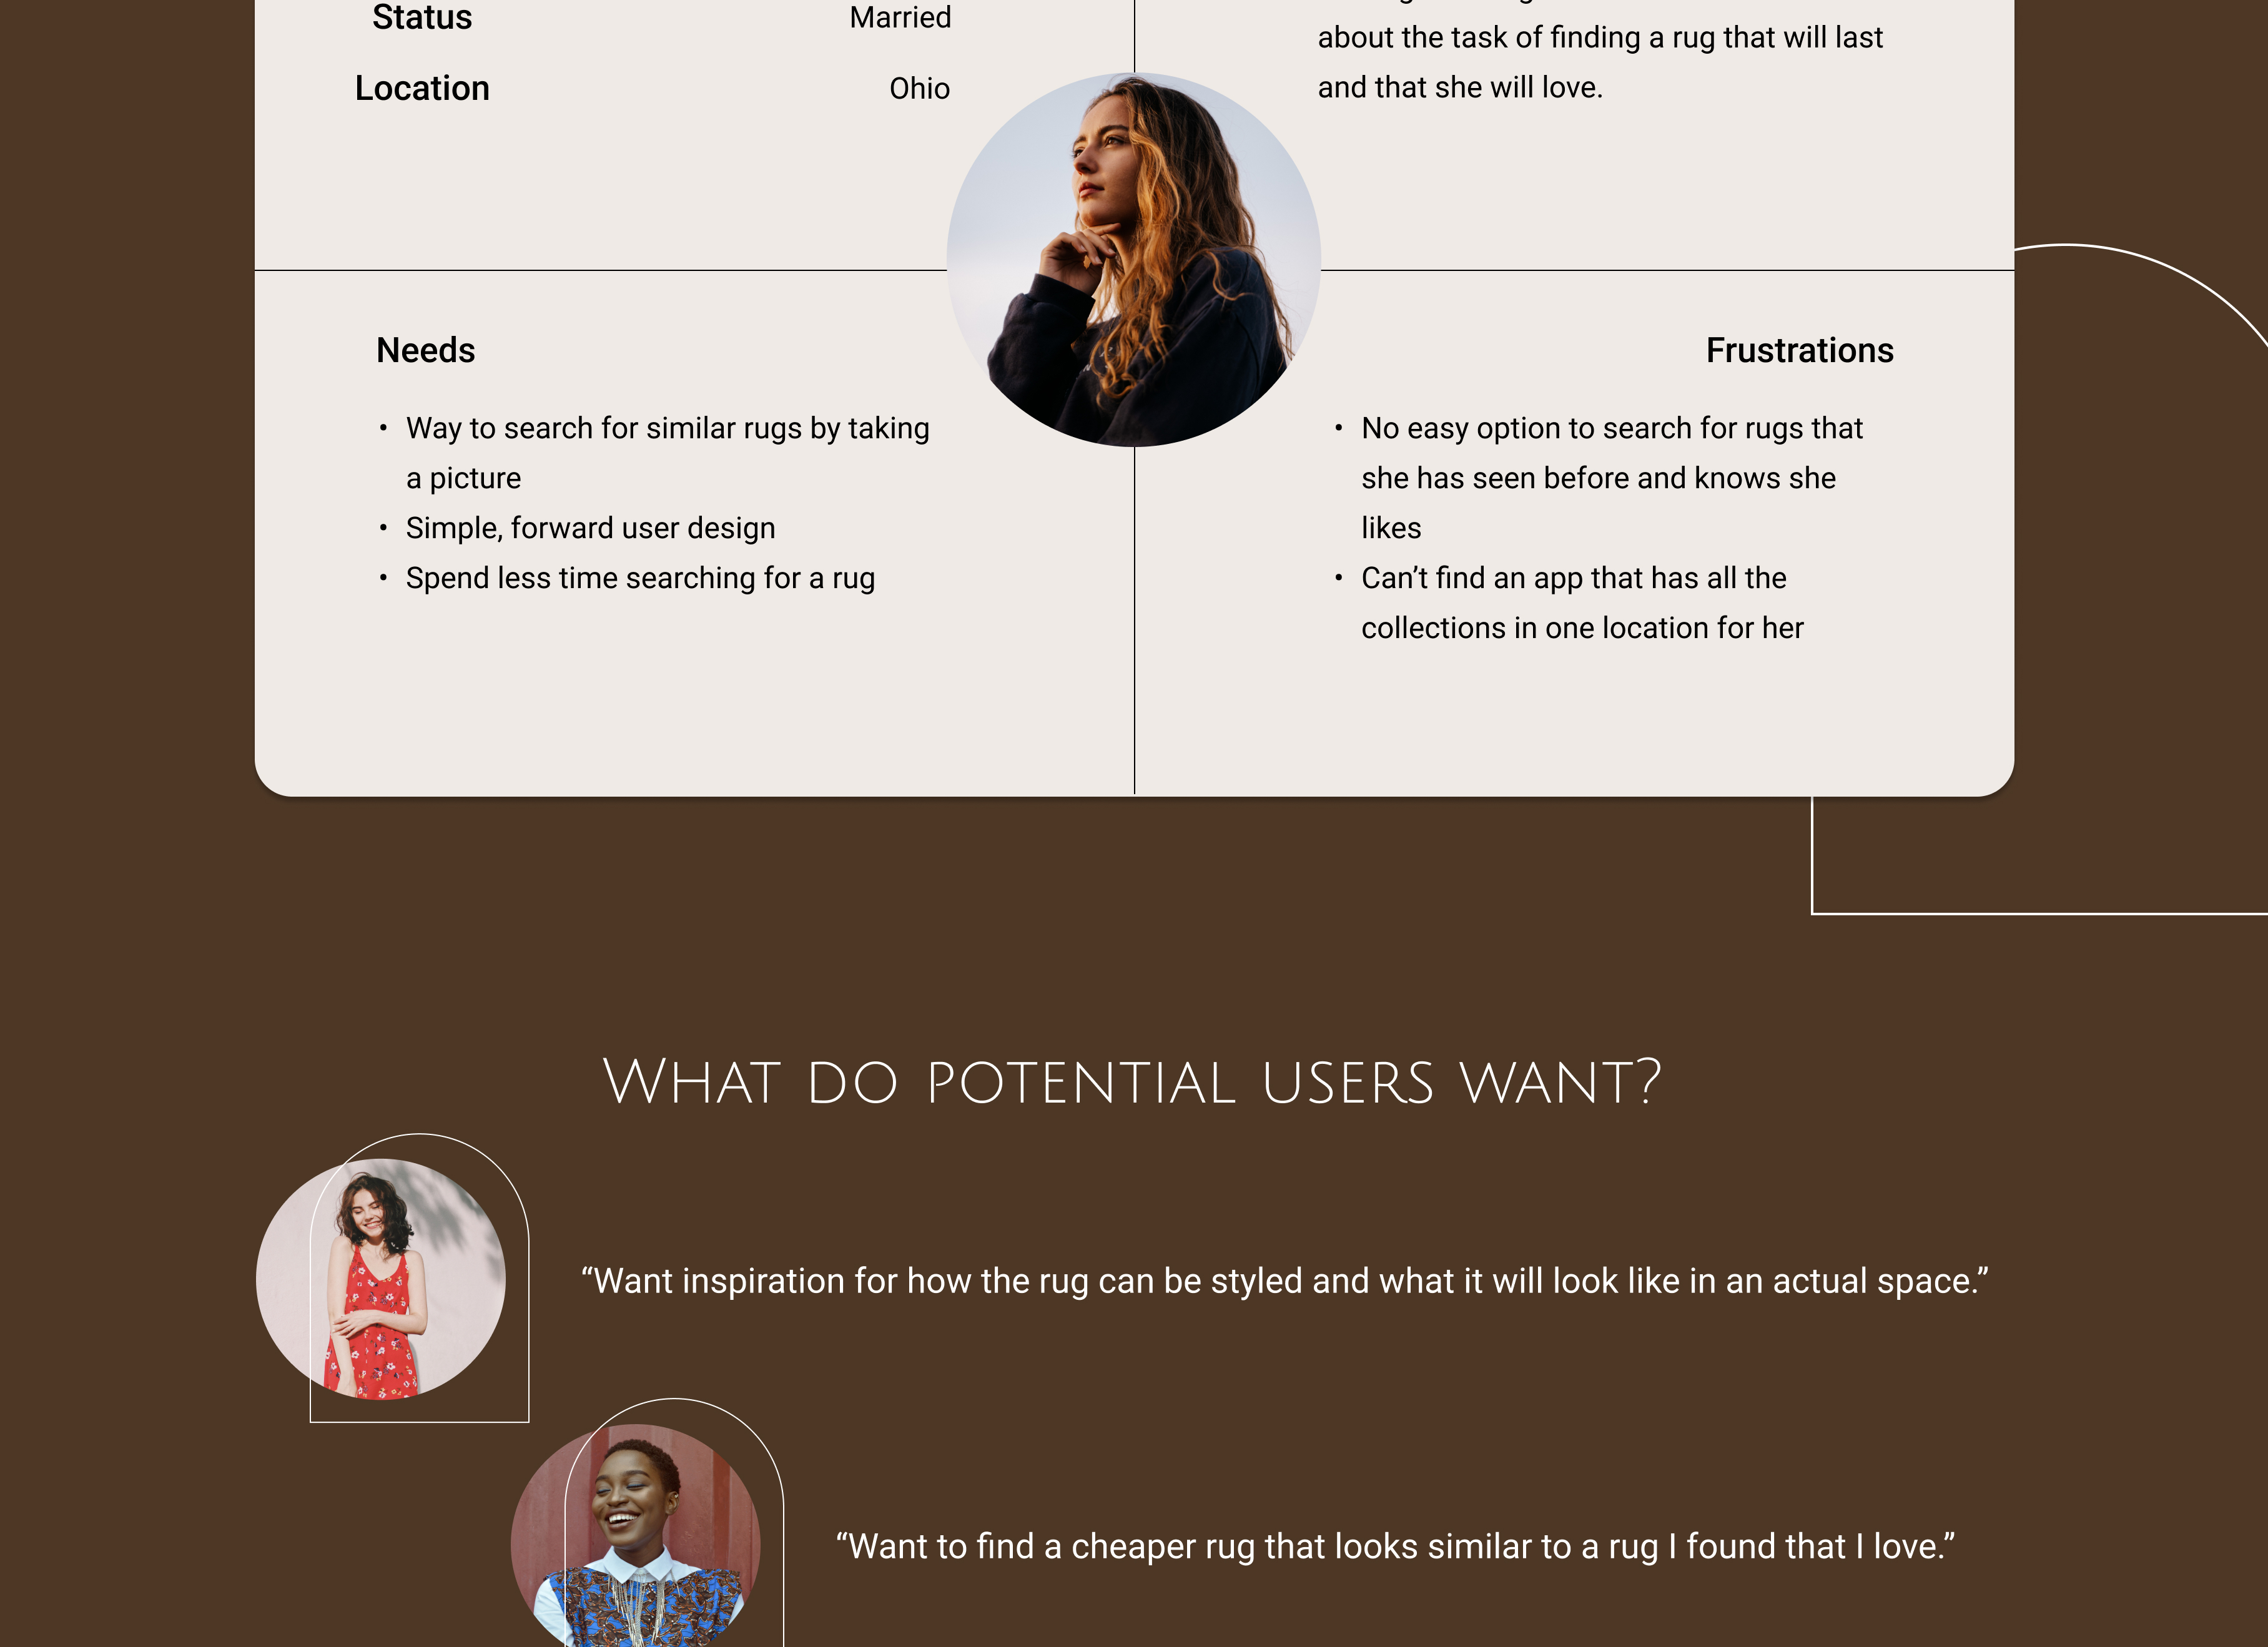 Status Married
Location Ohio
about the task of finding a rug that will last
and that she will love.
Needs
• Way to search for similar rugs by taking
a picture
• Simple, forward user design
• Spend less time searching for a rug
Frustrations
• No easy option to search for rugs that
she has seen before and knows she
likes
• Can’t find an app that has all the
collections in one location for her
What do potential users want?
“Want inspiration for how the rug can be styled and what it will look like in an actual space.”
“Want to find a cheaper rug that looks similar to a rug I found that I love.”